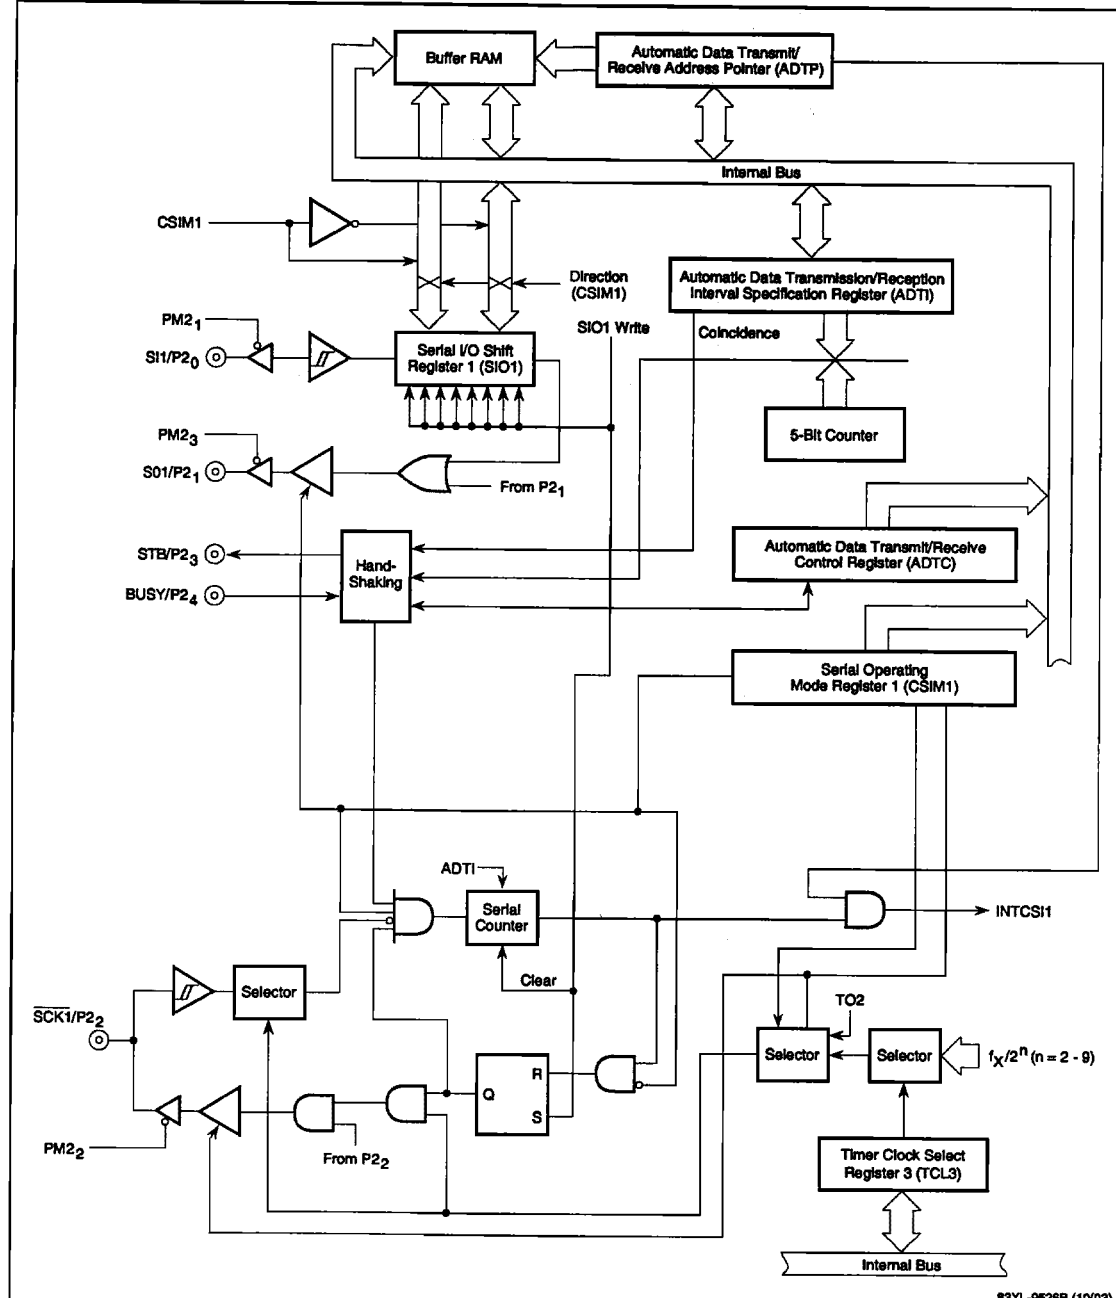 Buffer RAM
Automatic Data Transmit/
Receive Address Pointer (ADTP)
Internal Bus
CSIM1
Direction
(CSIM1)
Automatic Data Transmission/Reception
Interval Specification Register (ADTI)
PM21
SIO1 Write
Coincidence
SI1/P20
Serial I/O Shift
Register 1 (SIO1)
5-Bit Counter
PM23
S01/P21
From P21
STB/P23
Hand-
Shaking
Automatic Data Transmit/Receive
Control Register (ADTC)
BUSY/P24
Serial Operating
Mode Register 1 (CSIM1)
ADTI
Serial
Counter
INTCSI1
Clear
Selector
SCK1/P22
TO2
Selector
Selector
fX/2n (n = 2 - 9)
R
Q
S
PM22
From P22
Timer Clock Select
Register 3 (TCL3)
Internal Bus
83YL-9526B (10/93)